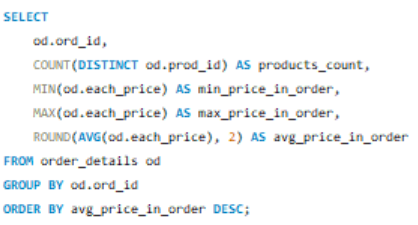 SELECT
od.ord_id,
COUNT(DISTINCT od.prod_id) AS products_count,
MIN(od.each_price) AS min_price_in_order,
MAX(od.each_price) AS max_price_in_order,
ROUND(AVG(od.each_price), 2) AS avg_price_in_order
FROM order_details od
GROUP BY od.ord_id
ORDER BY avg_price_in_order DESC;